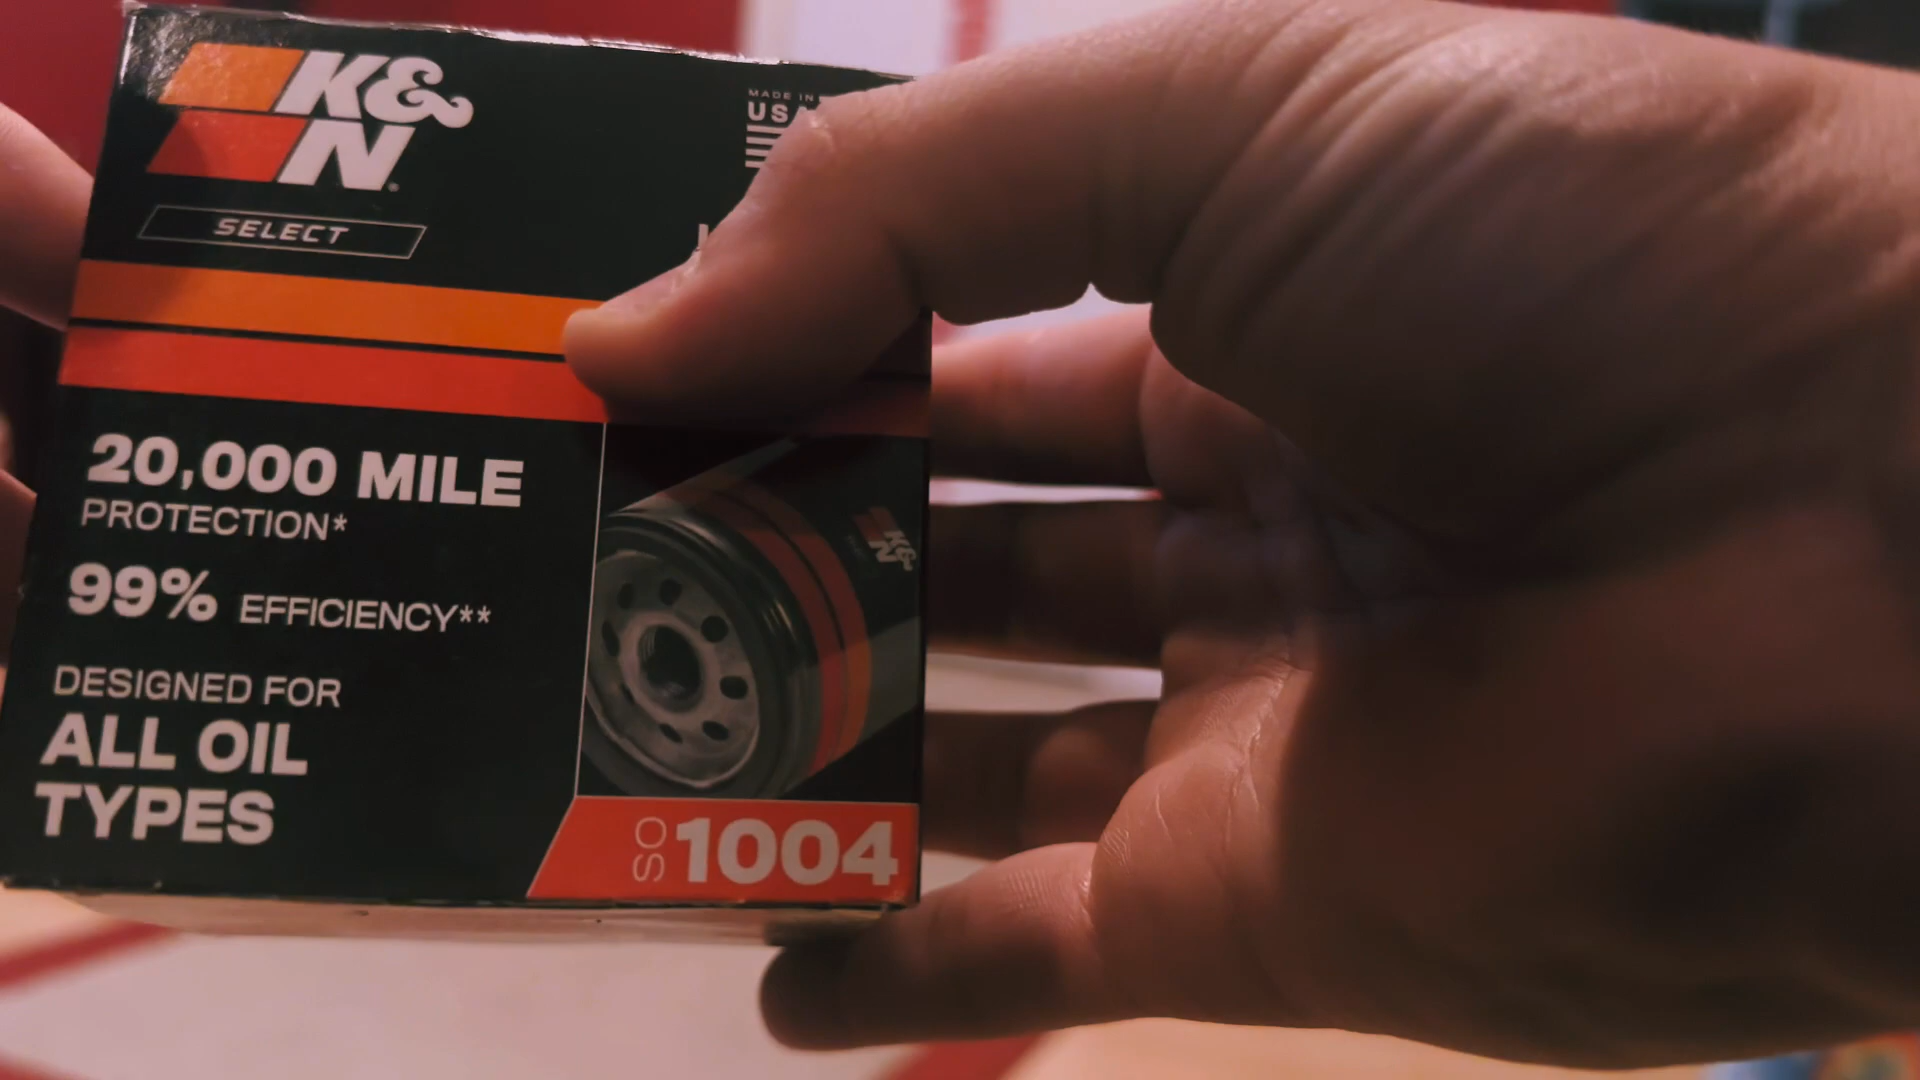 K&
N
MADE IN
USA
SELECT
20,000 MILE
PROTECTION*
99% EFFICIENCY**
DESIGNED FOR
ALL OIL
TYPES
K&
N
SO 1004